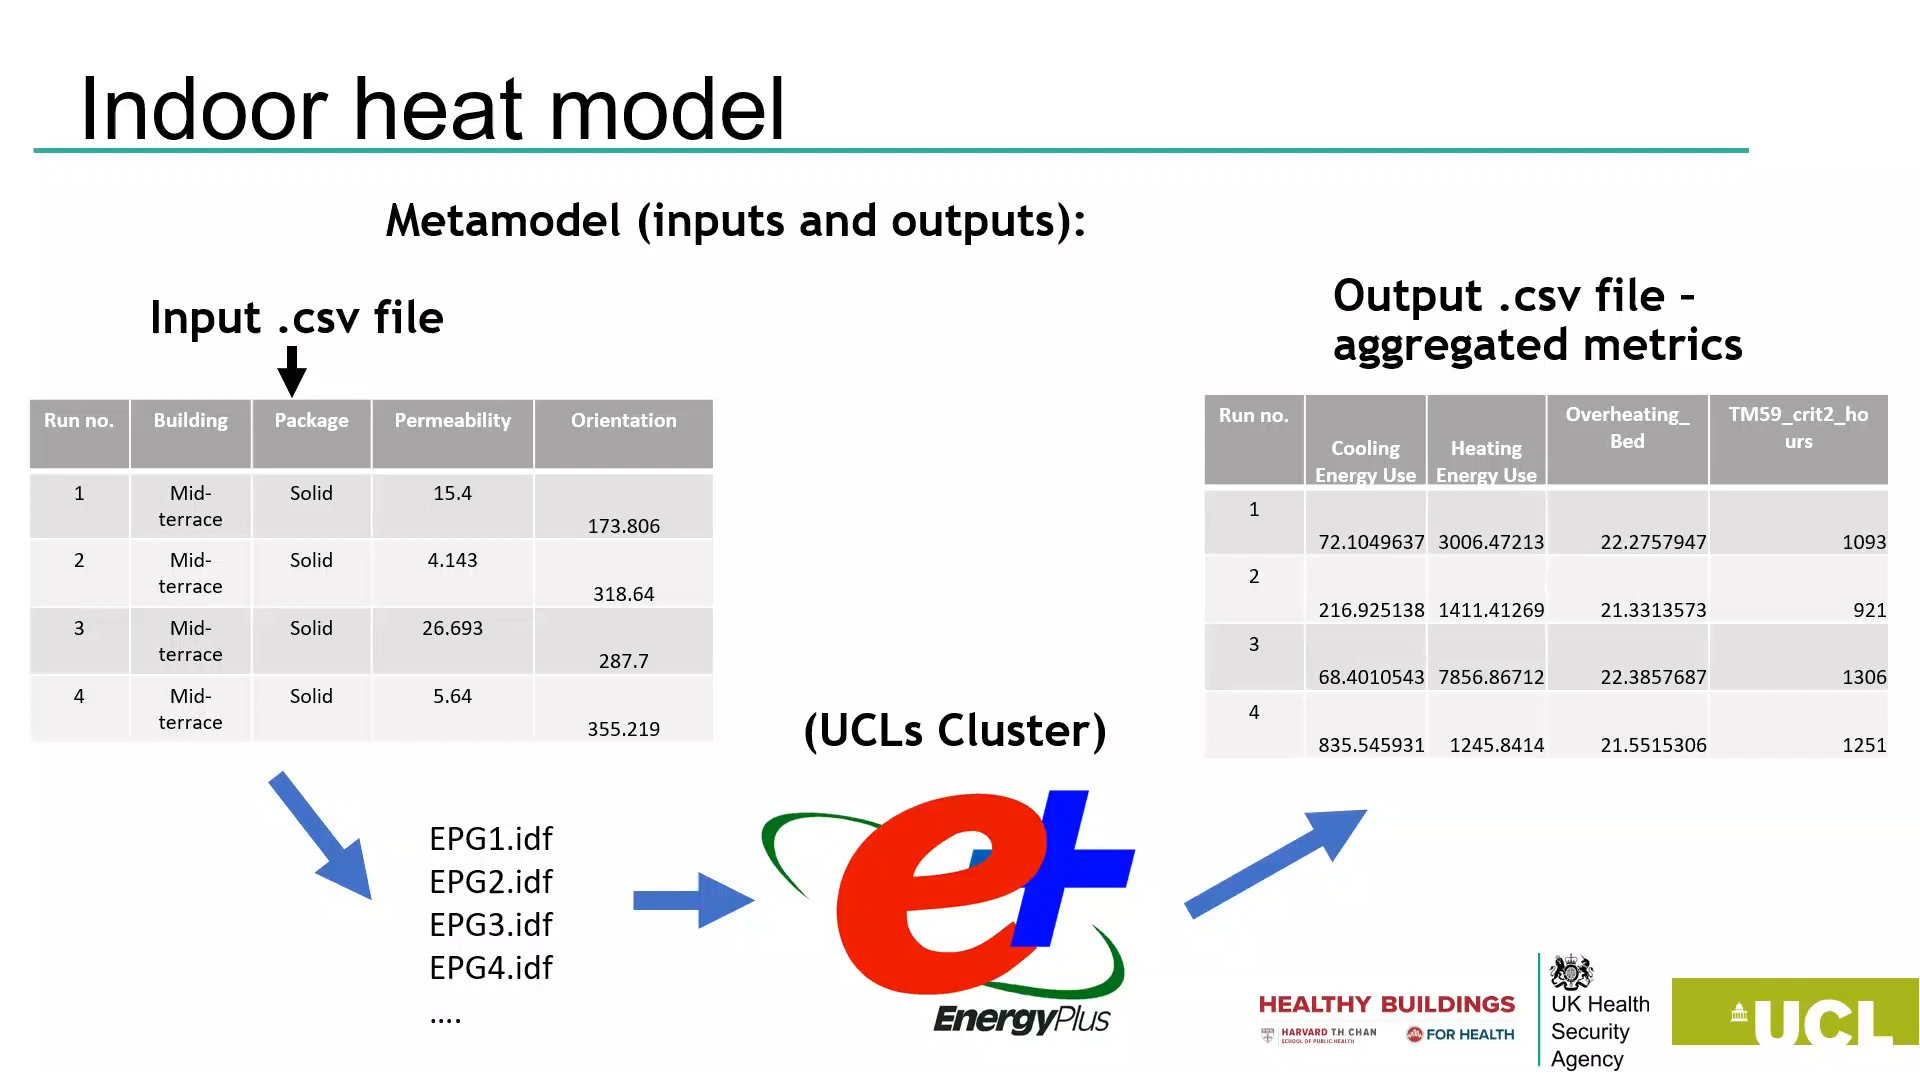 Indoor heat model
Metamodel (inputs and outputs):
Input .csv file
Run no. Building Package Permeability Orientation
1 Mid-terrace Solid 15.4 173.806
2 Mid-terrace Solid 4.143 318.64
3 Mid-terrace Solid 26.693 287.7
4 Mid-terrace Solid 5.64 355.219
EPG1.idf
EPG2.idf
EPG3.idf
EPG4.idf
....
(UCLs Cluster)
e+
EnergyPlus
Output .csv file –
aggregated metrics
Run no. Cooling Energy Use Heating Energy Use Overheating_Bed TM59_crit2_hours
1 72.1049637 3006.47213 22.2757947 1093
2 216.925138 1411.41269 21.3313573 921
3 68.4010543 7856.86712 22.3857687 1306
4 835.545931 1245.8414 21.5515306 1251
HEALTHY BUILDINGS
HARVARD T.H. CHAN
SCHOOL OF PUBLIC HEALTH
FOR HEALTH
UK Health
Security
Agency
UCL